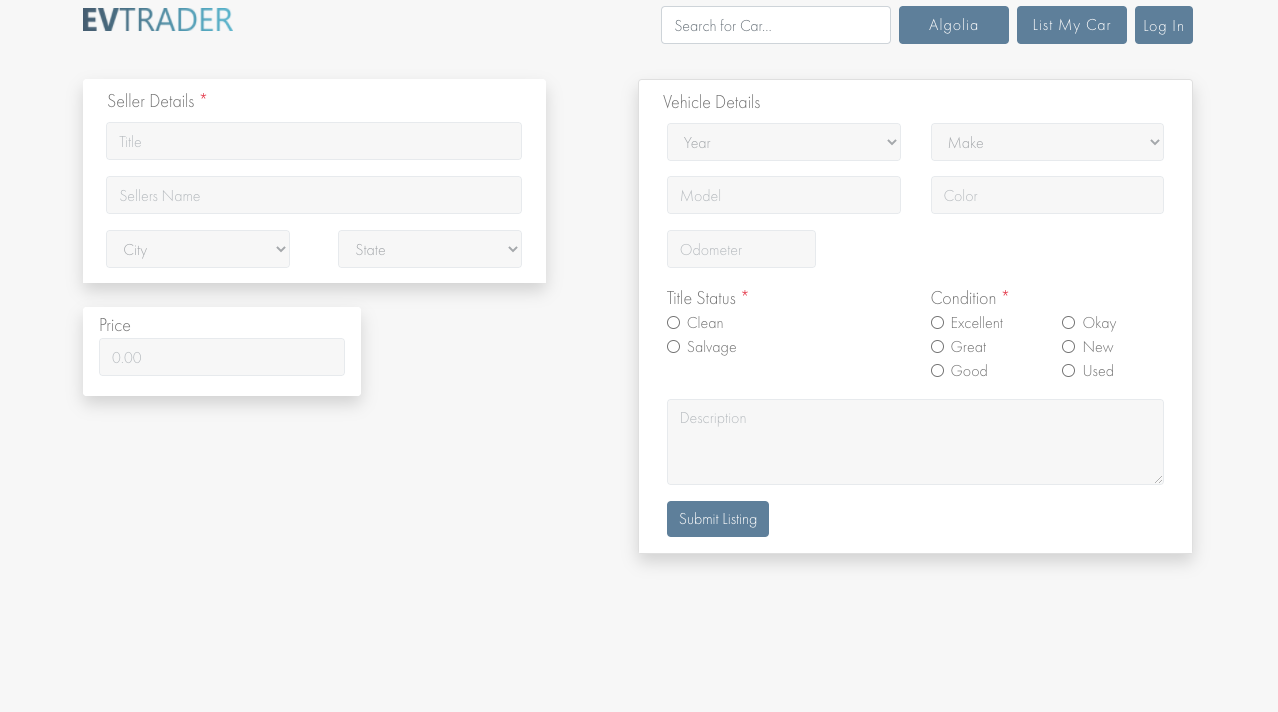 EVTRADER
Search for Car...
Algolia
List My Car
Log In
Seller Details *
Title
Sellers Name
City
State
Price
0.00
Vehicle Details
Year
Make
Model
Color
Odometer
Title Status *
Clean
Salvage
Condition *
Excellent
Okay
Great
New
Good
Used
Description
Submit Listing